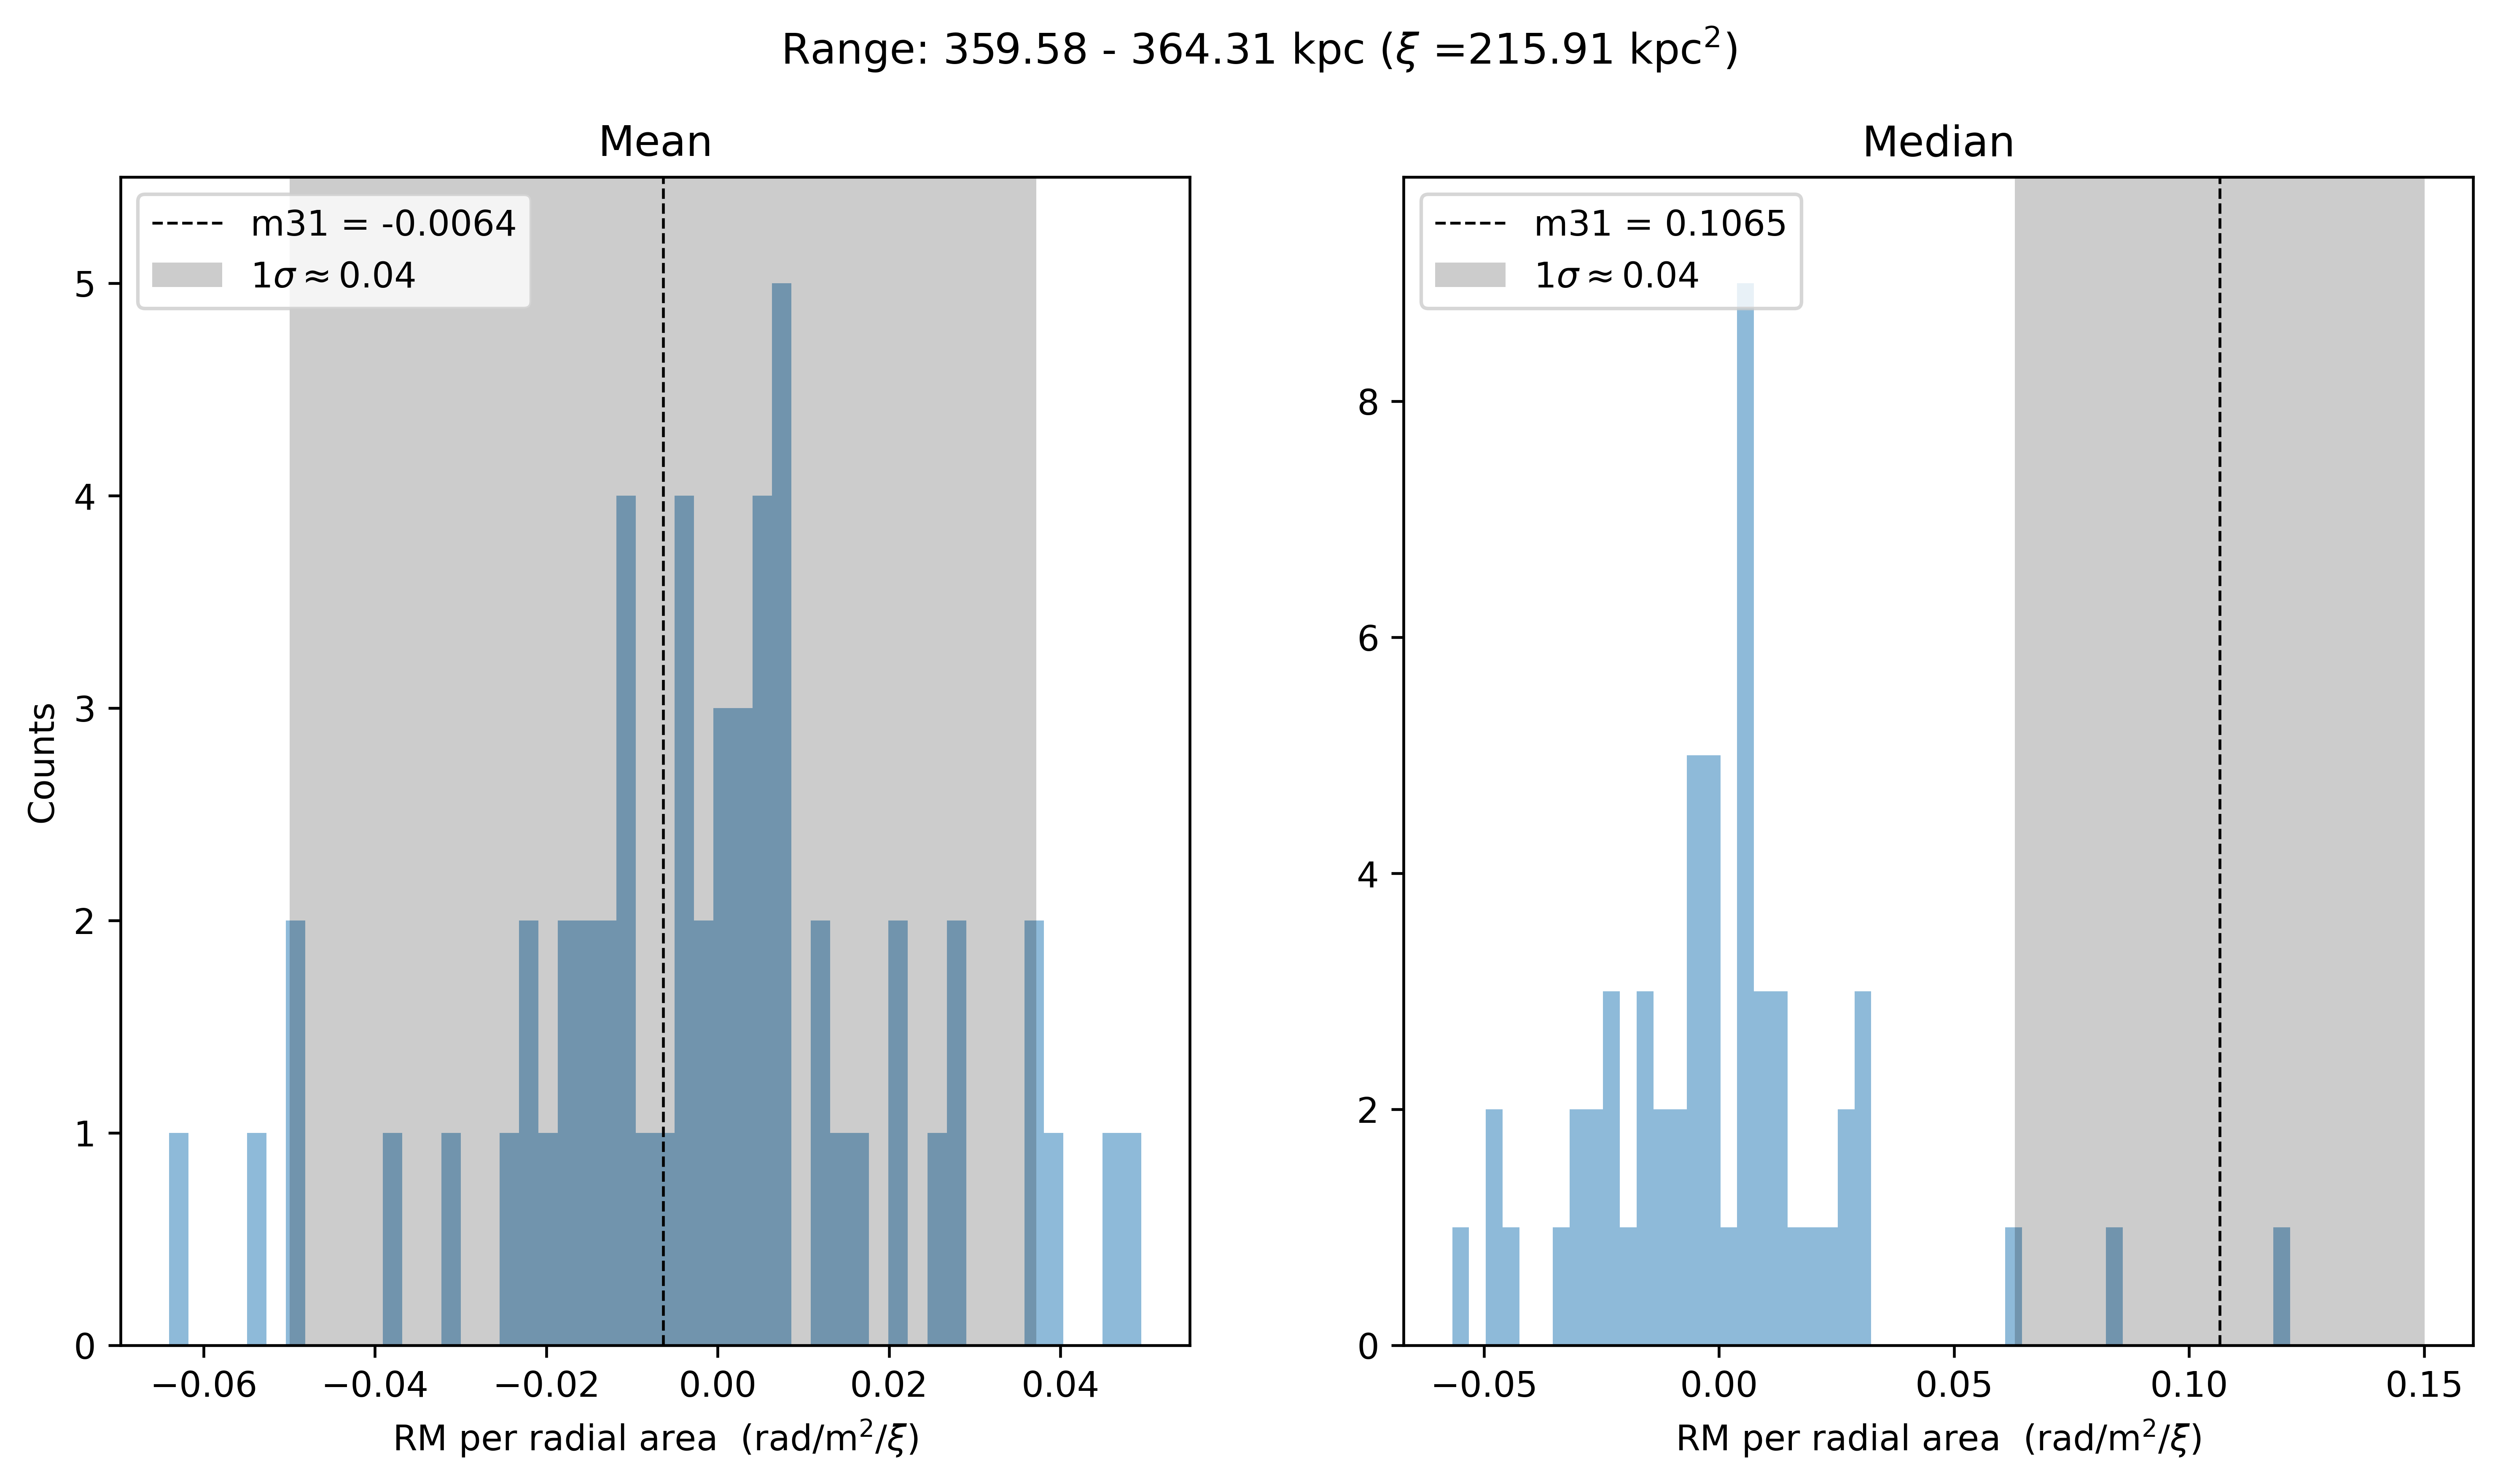 Range: 359.58 - 364.31 kpc (ξ =215.91 kpc²)
Mean
m31 = -0.0064
1σ ≈ 0.04
5
4
3
2
1
0
Counts
−0.06 −0.04 −0.02 0.00 0.02 0.04
RM per radial area (rad/m²/ξ)
Median
m31 = 0.1065
1σ ≈ 0.04
8
6
4
2
0
−0.05 0.00 0.05 0.10 0.15
RM per radial area (rad/m²/ξ)